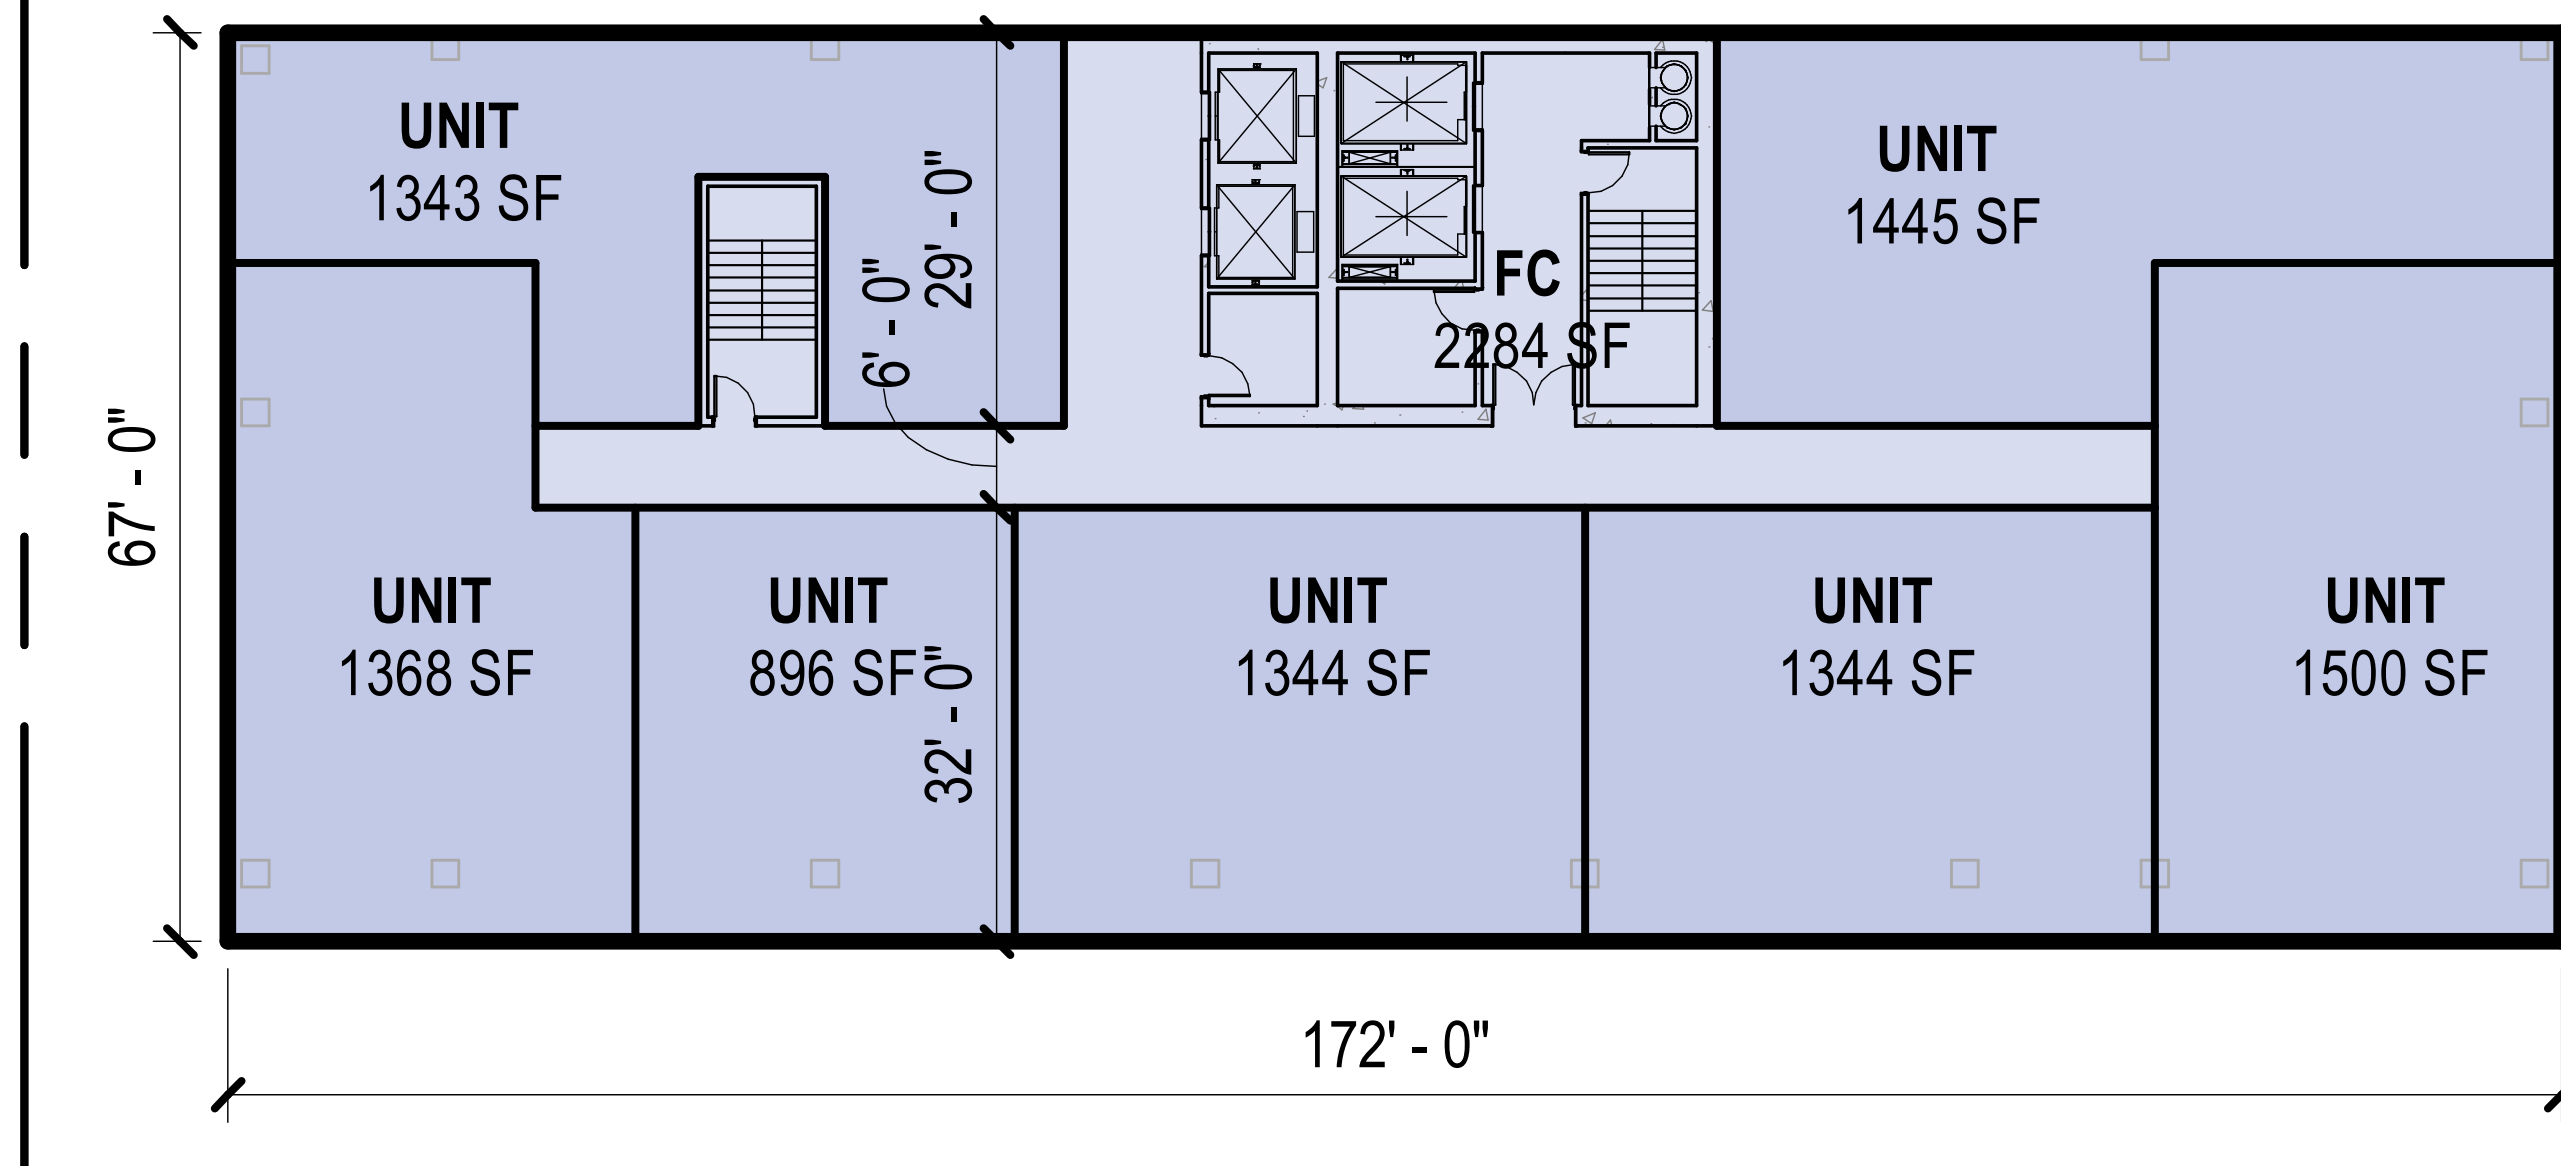 UNIT
1343 SF
UNIT
1445 SF
29' - 0"
6' - 0"
FC
2284 SF
67' - 0"
UNIT
1368 SF
UNIT
896 SF
32' - 0"
UNIT
1344 SF
UNIT
1344 SF
UNIT
1500 SF
172' - 0"